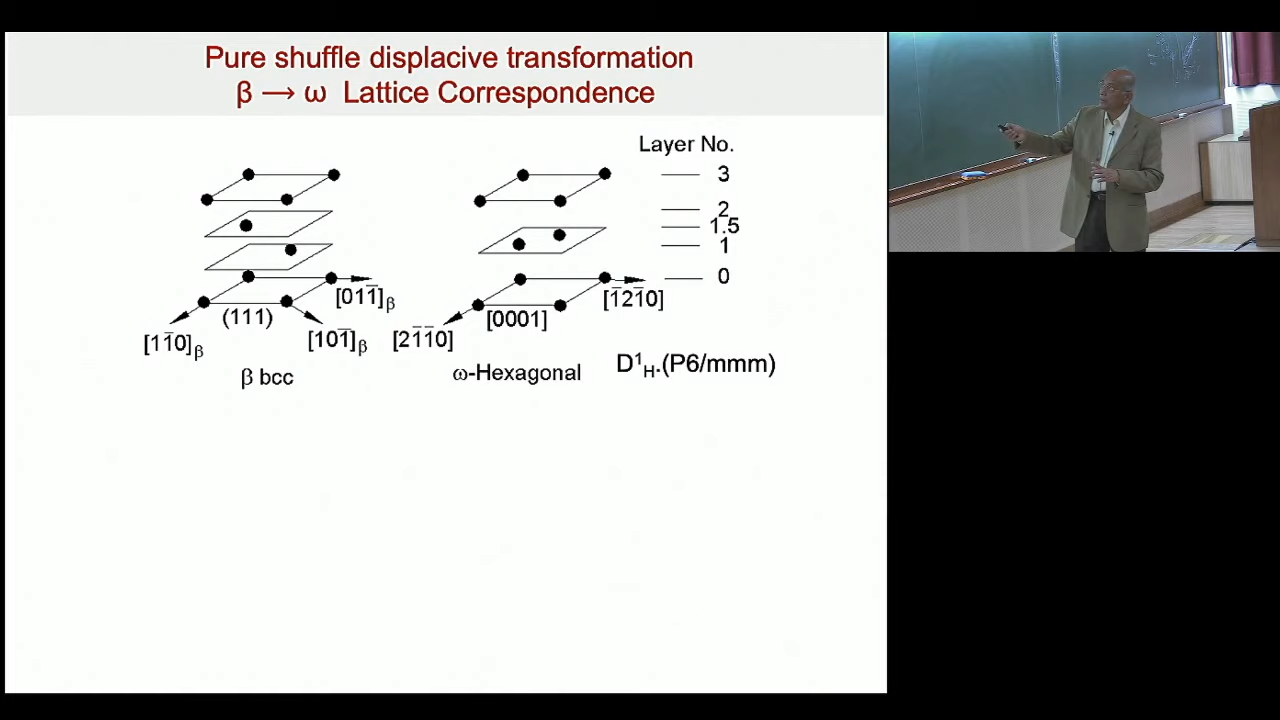 Pure shuffle displacive transformation
β → ω Lattice Correspondence
Layer No.
3
2
1.5
1
0
[011̅]β
(111)
[11̅0]β
[101̅]β
β bcc
[1̅21̅0]
[0001]
[21̅1̅0]
ω-Hexagonal
D¹H.(P6/mmm)